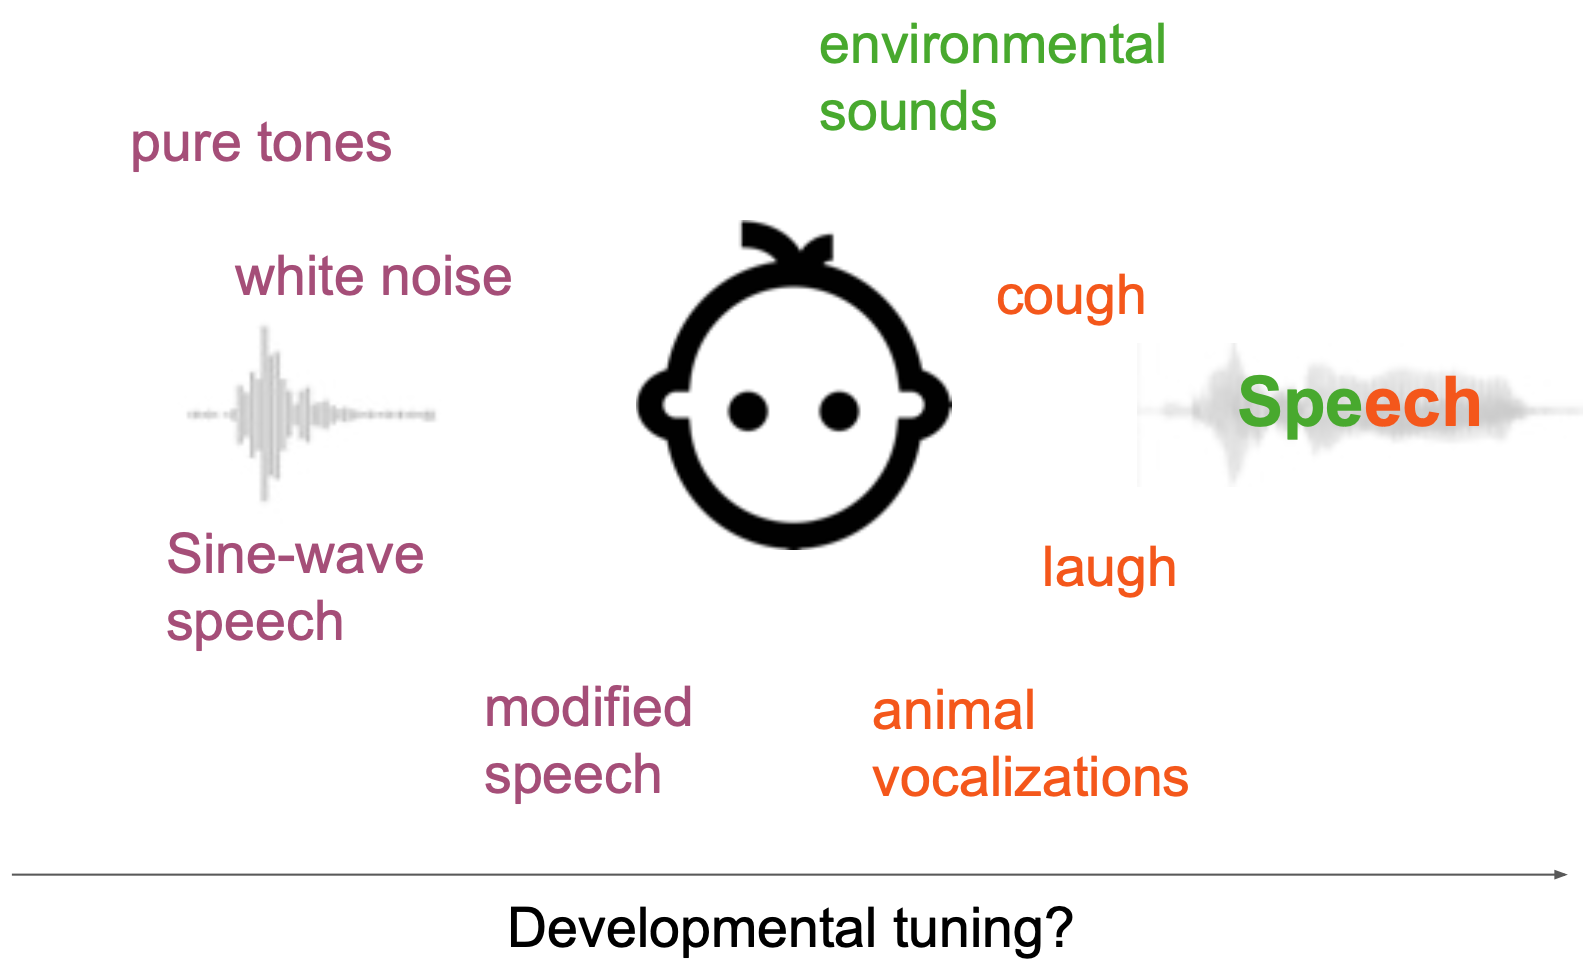 environmental
sounds
pure tones
white noise
cough
Speech
Sine-wave
speech
laugh
modified
speech
animal
vocalizations
Developmental tuning?